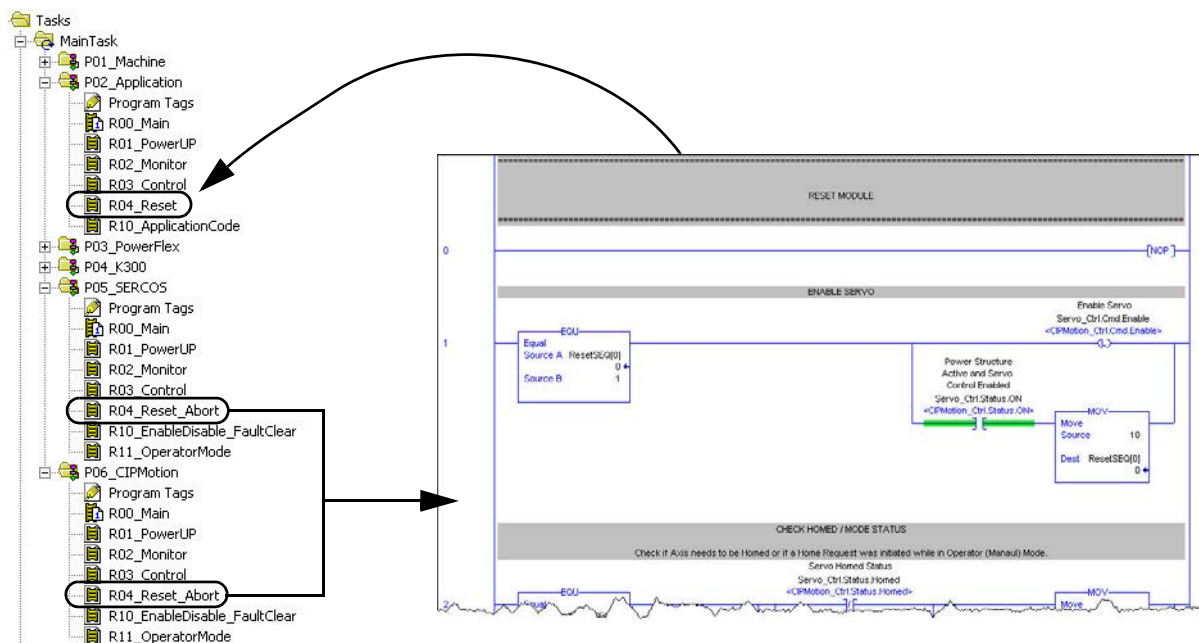 Tasks
MainTask
P01_Machine
P02_Application
Program Tags
R00_Main
R01_PowerUP
R02_Monitor
R03_Control
R04_Reset
R10_ApplicationCode
P03_PowerFlex
P04_K300
P05_SERCOS
Program Tags
R00_Main
R01_PowerUP
R02_Monitor
R03_Control
R04_Reset_Abort
R10_EnableDisable_FaultClear
R11_OperatorMode
P06_CIPMotion
Program Tags
R00_Main
R01_PowerUP
R02_Monitor
R03_Control
R04_Reset_Abort
R10_EnableDisable_FaultClear
R11_OperatorMode
RESET MODULE
0
NOP
ENABLE SERVO
1
EQU
Equal
Source A ResetSEQ[0]
0
Source B 1
Enable Servo
Servo_Ctrl.Cmd.Enable
<CIPMotion_Ctrl.Cmd.Enable>
L
Power Structure
Active and Servo
Control Enabled
Servo_Ctrl.Status.ON
<CIPMotion_Ctrl.Status.ON>
MOV
Move
Source 10
Dest ResetSEQ[0]
0
CHECK HOMED / MODE STATUS
Check if Axis needs to be Homed or if a Home Request was initiated while in Operator (Manaul) Mode.
Servo Homed Status
Servo_Ctrl.Status.Homed
<CIPMotion_Ctrl.Status.Homed>
2
EQU
Equal
MOV
Move